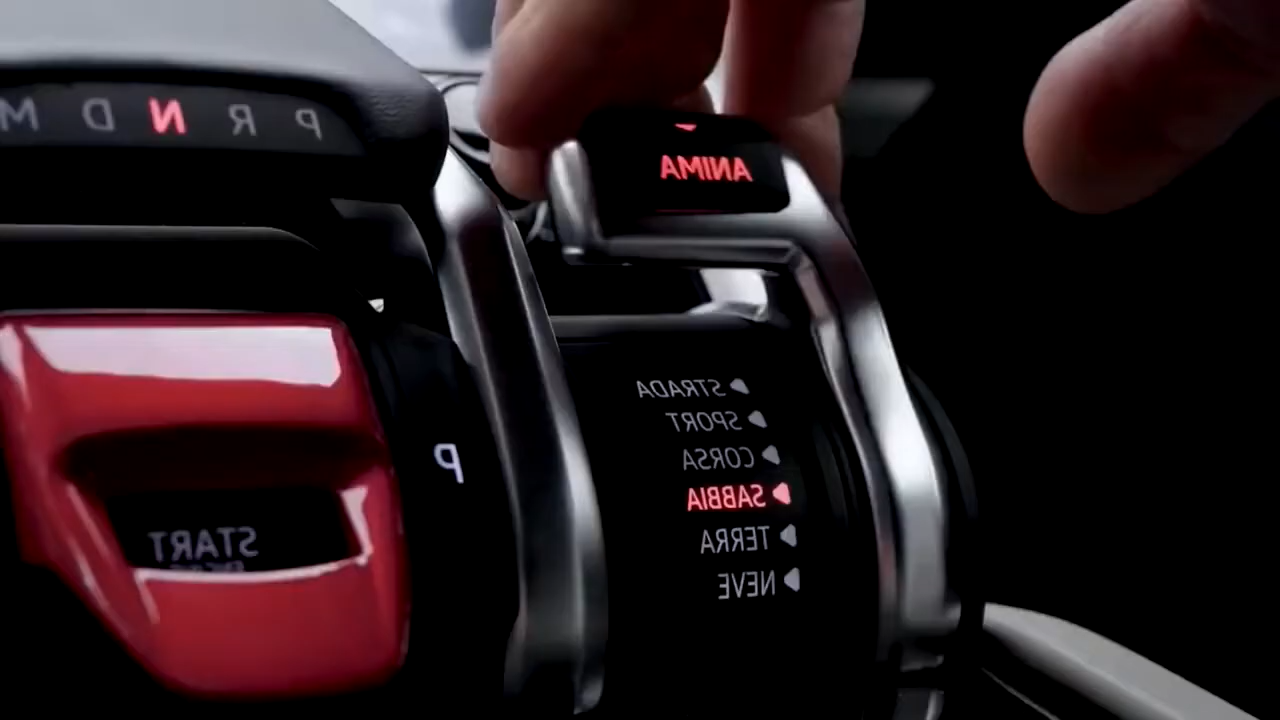 P R N D M
ANIMA
STRADA
SPORT
CORSA
SABBIA
TERRA
NEVE
P
START